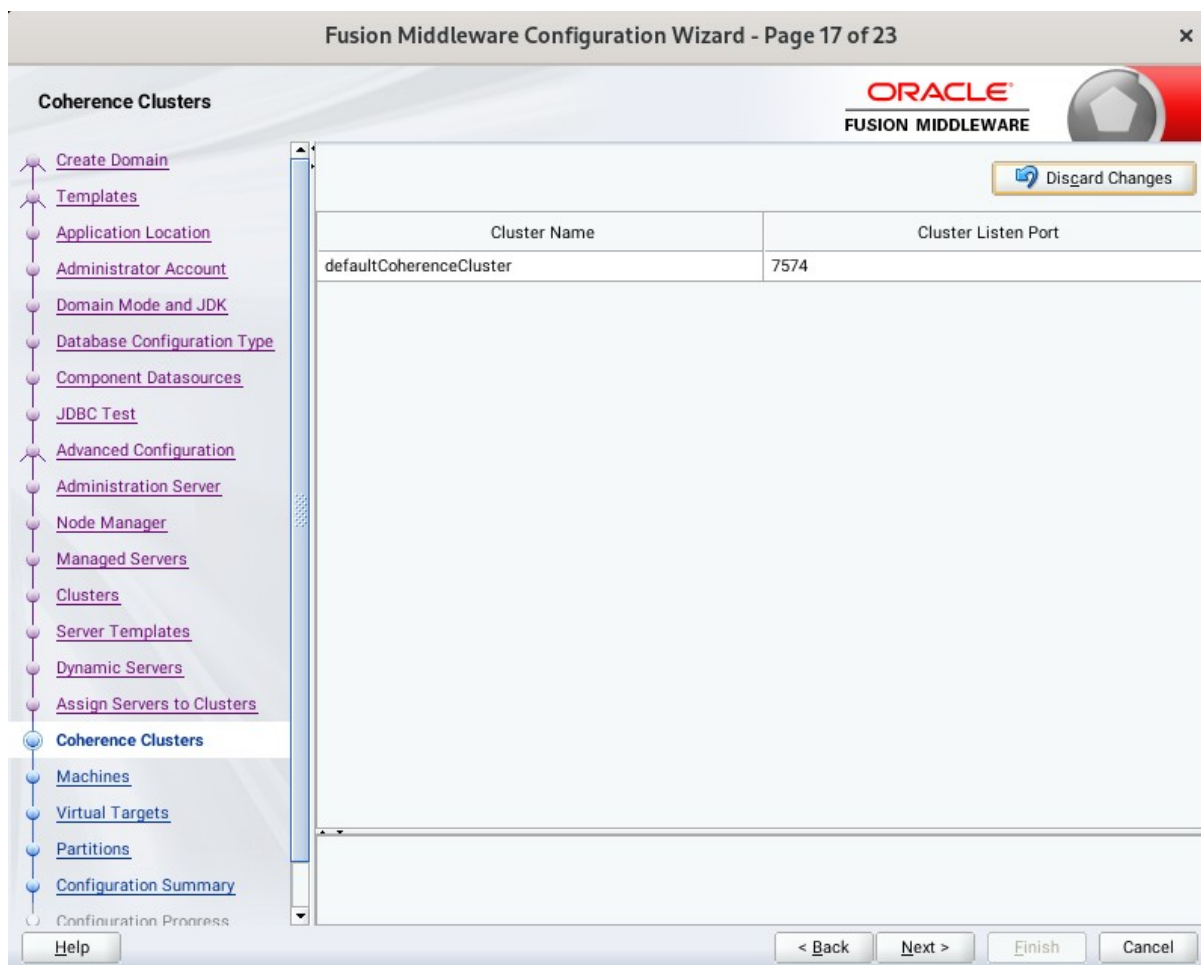 Fusion Middleware Configuration Wizard - Page 17 of 23
Coherence Clusters
ORACLE
FUSION MIDDLEWARE
Create Domain
Templates
Application Location
Administrator Account
Domain Mode and JDK
Database Configuration Type
Component Datasources
JDBC Test
Advanced Configuration
Administration Server
Node Manager
Managed Servers
Clusters
Server Templates
Dynamic Servers
Assign Servers to Clusters
Coherence Clusters
Machines
Virtual Targets
Partitions
Configuration Summary
Configuration Progress
Discard Changes
Cluster Name Cluster Listen Port
defaultCoherenceCluster 7574
Help < Back Next > Finish Cancel